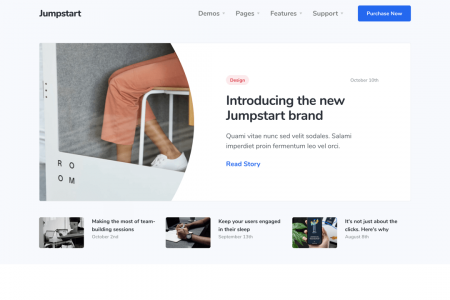 Jumpstart
Demos Pages Features Support Purchase Now
Design October 10th
Introducing the new
Jumpstart brand
Quami vitae nunc sed velit sodales. Salami
imperdiet proin fermentum leo vel orci.
Read Story
R O
O M
Making the most of team-
building sessions
October 2nd
Keep your users engaged
in their sleep
September 13th
It's not just about the
clicks. Here's why
August 8th